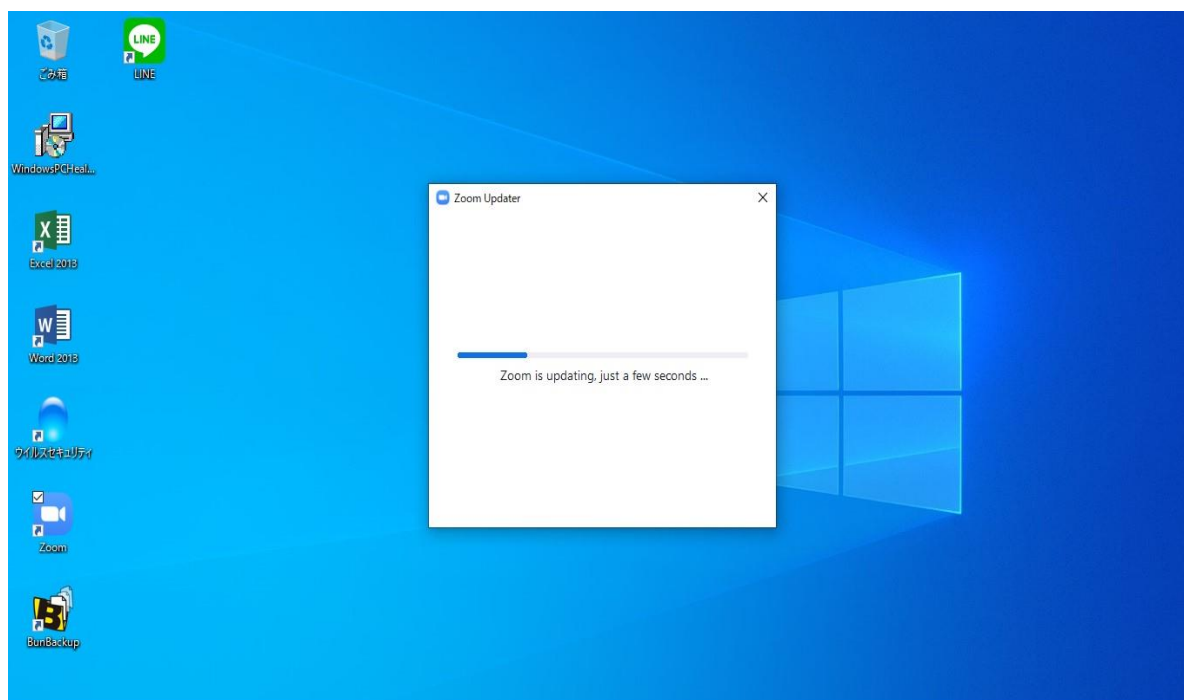 ごみ箱
LINE
LINE
WindowsPCHeal...
Excel 2013
Word 2013
ウイルスセキュリティ
Zoom
BunBackup
Zoom Updater
Zoom is updating, just a few seconds ...